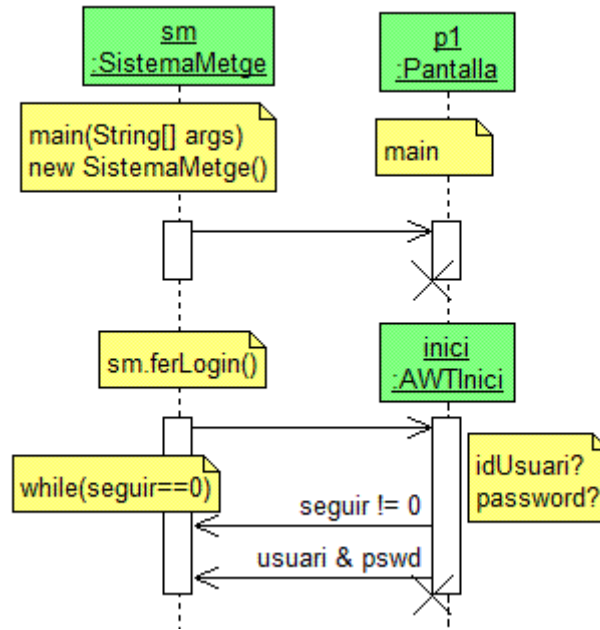 sm
:SistemaMetge
p1
:Pantalla
main(String[] args)
new SistemaMetge()
main
sm.ferLogin()
inici
:AWTInici
while(seguir==0)
idUsuari?
password?
seguir != 0
usuari & pswd